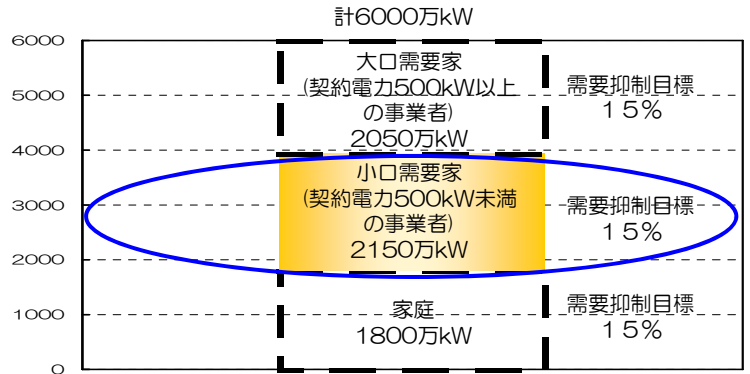 計6000万kW
6000
5000
4000
3000
2000
1000
0
大口需要家
(契約電力500kW以上
の事業者)
2050万kW
需要抑制目標
15%
小口需要家
(契約電力500kW未満
の事業者)
2150万kW
需要抑制目標
15%
家庭
1800万kW
需要抑制目標
15%